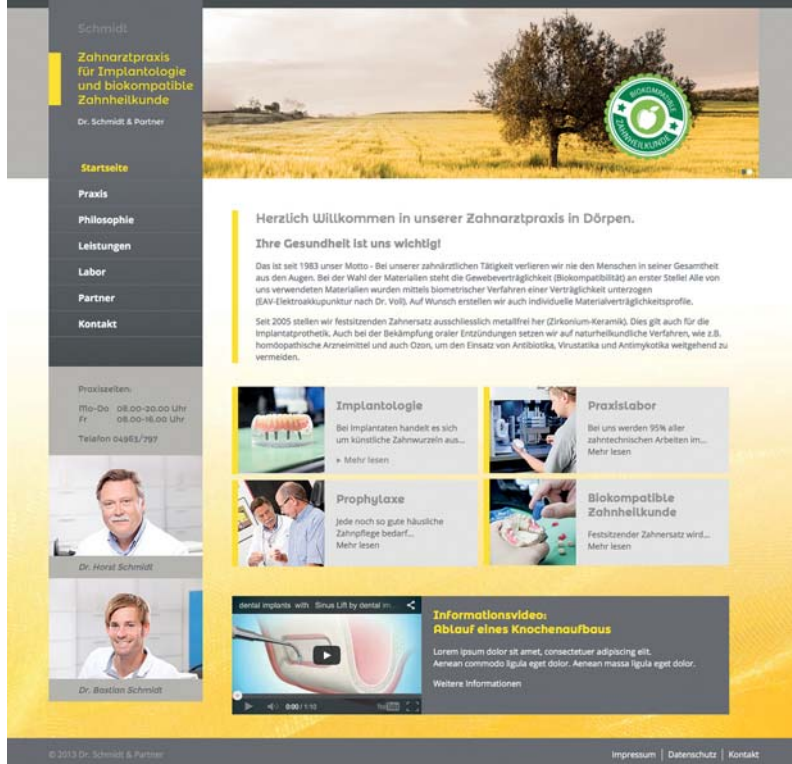 Schmidt
Zahnarztpraxis
für Implantologie
und biokompatible
Zahnheilkunde
Dr. Schmidt & Partner
BIOKOMPATIBLE
ZAHNHEILKUNDE
Startseite
Praxis
Philosophie
Leistungen
Labor
Partner
Kontakt
Praxiszeiten:
Mo-Do 08.00-20.00 Uhr
Fr 08.00-16.00 Uhr
Telefon 04963/797
Dr. Horst Schmidt
Dr. Bastian Schmidt
Herzlich Willkommen in unserer Zahnarztpraxis in Dörpen.
Ihre Gesundheit ist uns wichtig!
Das ist seit 1983 unser Motto - Bei unserer zahnärztlichen Tätigkeit verlieren wir nie den Menschen in seiner Gesamtheit
aus den Augen. Bei der Wahl der Materialien steht die Gewebeverträglichkeit (Biokompatibilität) an erster Stelle! Alle von
uns verwendeten Materialien wurden mittels biometrischer Verfahren einer Verträglichkeit unterzogen
(EAV-Elektroakkupunktur nach Dr. Voll). Auf Wunsch erstellen wir auch individuelle Materialverträglichkeitsprofile.
Seit 2005 stellen wir festsitzenden Zahnersatz ausschliesslich metallfrei her (Zirkonium-Keramik). Dies gilt auch für die
Implantatprothetik. Auch bei der Bekämpfung oraler Entzündungen setzen wir auf naturheilkundliche Verfahren, wie z.B.
homöopathische Arzneimittel und auch Ozon, um den Einsatz von Antibiotika, Virustatika und Antimykotika weitgehend zu
vermeiden.
Implantologie
Bei Implantaten handelt es sich
um künstliche Zahnwurzeln aus...
▸ Mehr lesen
Praxislabor
Bei uns werden 95% aller
zahntechnischen Arbeiten im...
Mehr lesen
Prophylaxe
Jede noch so gute häusliche
Zahnpflege bedarf...
Mehr lesen
Biokompatible
Zahnheilkunde
Festsitzender Zahnersatz wird...
Mehr lesen
dental implants with Sinus Lift by dental im...
0:00 / 1:10
Informationsvideo:
Ablauf eines Knochenaufbaus
Lorem ipsum dolor sit amet, consectetuer adipiscing elit.
Aenean commodo ligula eget dolor. Aenean massa ligula eget dolor.
Weitere Informationen
© 2013 Dr. Schmidt & Partner
Impressum | Datenschutz | Kontakt